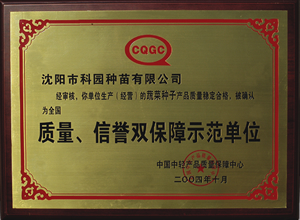 CQGC
沈阳市科园种苗有限公司
经审核，你单位生产（经营）的蔬菜种子产品质量稳定合格，被确认
为全国
质量、信誉双保障示范单位
中国中轻产品质量保障中心
二00四年十月